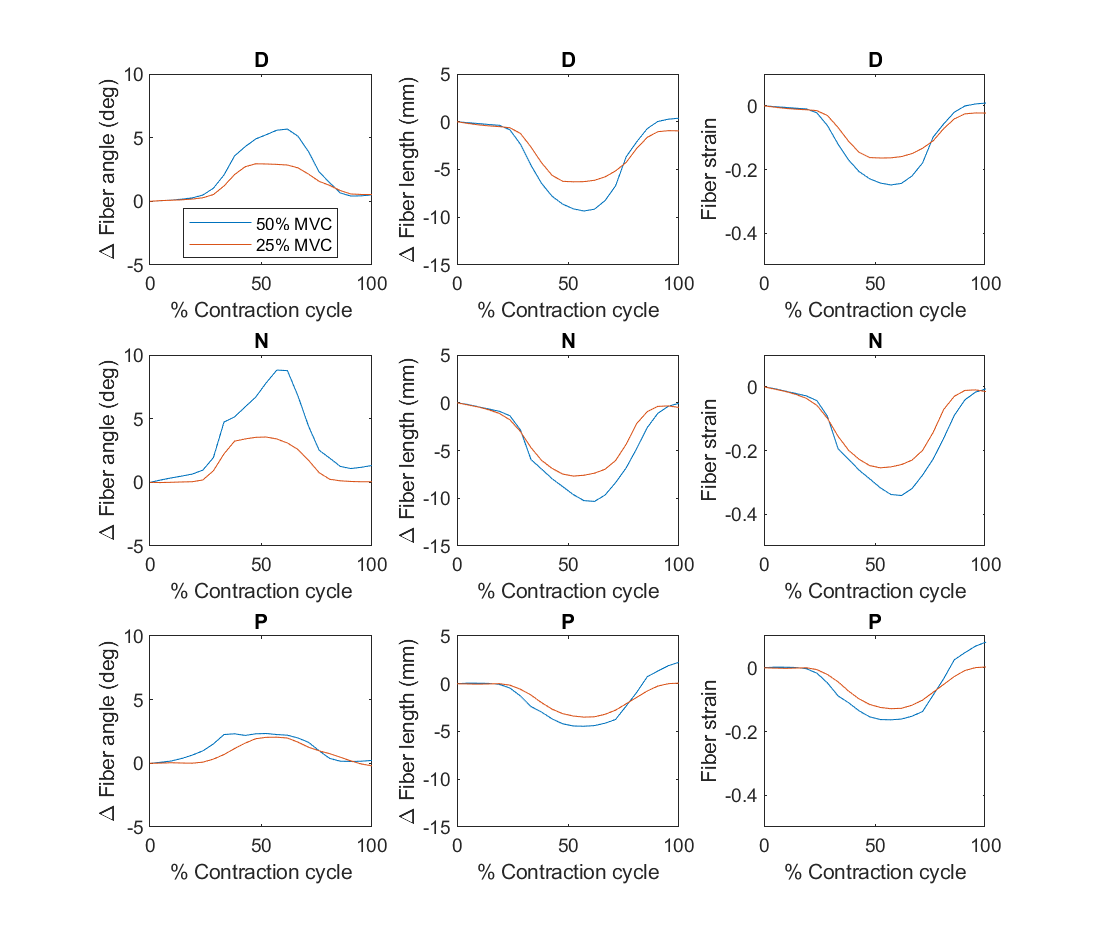 D D D
10 5 0 -5
Δ Fiber angle (deg)
50% MVC
25% MVC
0 50 100
% Contraction cycle
5 0 -5 -10 -15
Δ Fiber length (mm)
0 50 100
% Contraction cycle
0 -0.2 -0.4
Fiber strain
0 50 100
% Contraction cycle
N N N
10 5 0 -5
Δ Fiber angle (deg)
0 50 100
% Contraction cycle
5 0 -5 -10 -15
Δ Fiber length (mm)
0 50 100
% Contraction cycle
0 -0.2 -0.4
Fiber strain
0 50 100
% Contraction cycle
P P P
10 5 0 -5
Δ Fiber angle (deg)
0 50 100
% Contraction cycle
5 0 -5 -10 -15
Δ Fiber length (mm)
0 50 100
% Contraction cycle
0 -0.2 -0.4
Fiber strain
0 50 100
% Contraction cycle